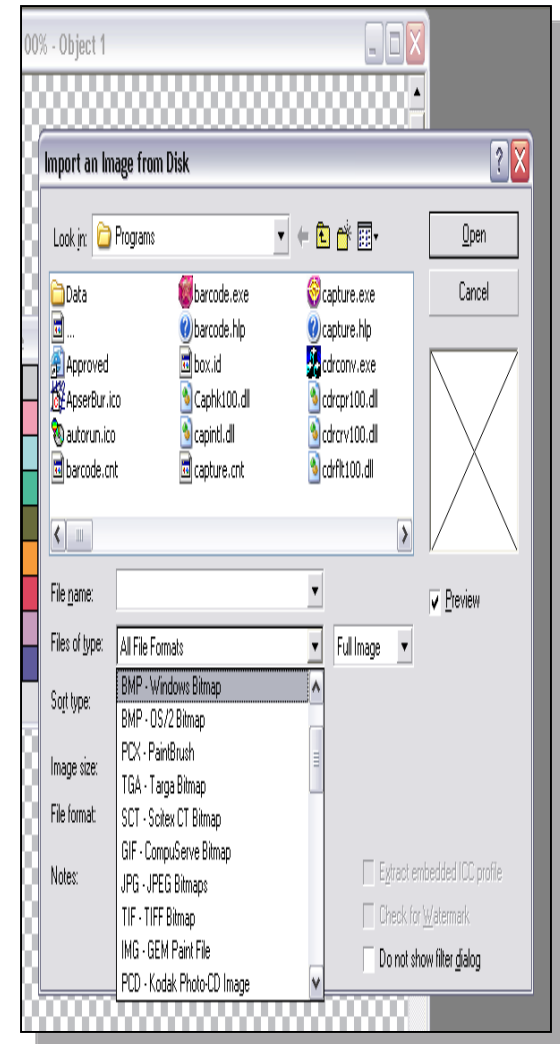 00% - Object 1
Import an Image from Disk
Look in: Programs
Open
Cancel
Data
...
Approved
ApserBur.ico
autorun.ico
barcode.cnt
barcode.exe
barcode.hlp
box.id
Caphk100.dll
capintl.dll
capture.cnt
capture.exe
capture.hlp
cdrconv.exe
cdrcpr100.dll
cdrcrv100.dll
cdrflt100.dll
File name:
Preview
Files of type: All File Formats Full Image
Sort type:
Image size:
File format:
Notes:
BMP - Windows Bitmap
BMP - OS/2 Bitmap
PCX - PaintBrush
TGA - Targa Bitmap
SCT - Scitex CT Bitmap
GIF - CompuServe Bitmap
JPG - JPEG Bitmaps
TIF - TIFF Bitmap
IMG - GEM Paint File
PCD - Kodak Photo-CD Image
Extract embedded ICC profile
Check for Watermark
Do not show filter dialog